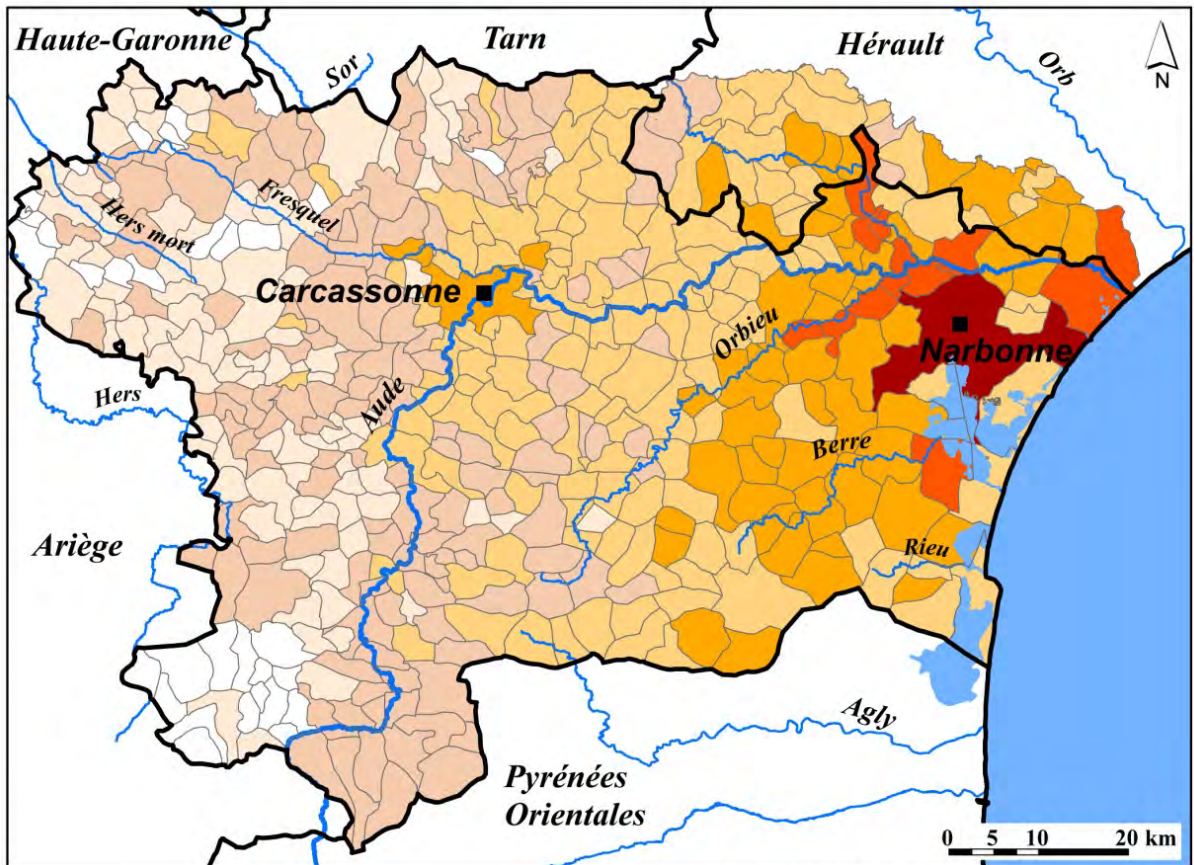 Haute-Garonne
Tarn
Hérault
Sor
Orb
N
Fresquel
Hers mort
Carcassonne
Orbieu
Narbonne
Hers
Aude
Berre
Ariège
Rieu
Agly
Pyrénées
Orientales
0 5 10 20 km